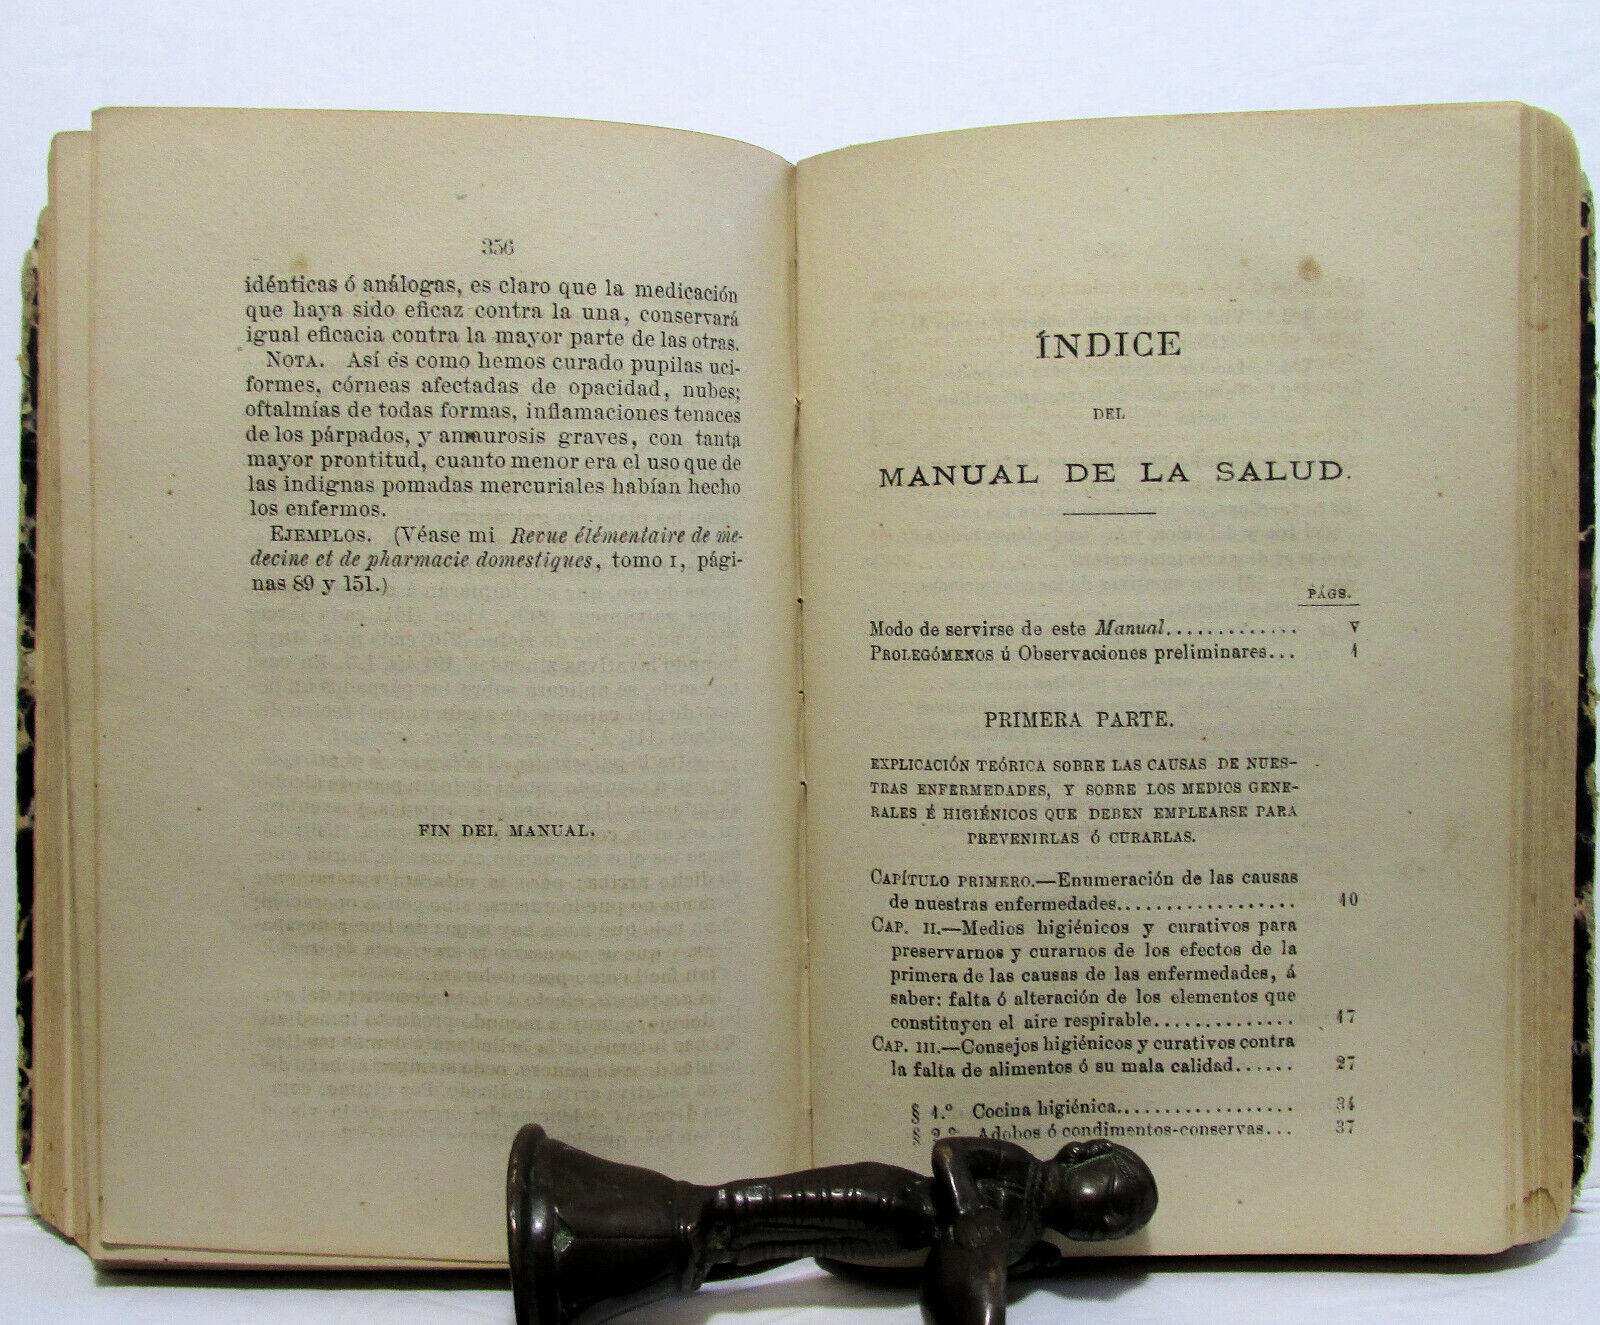 356
idénticas ó análogas, es claro que la medicación
que haya sido eficaz contra la una, conservará
igual eficacia contra la mayor parte de las otras.
NOTA. Así es como hemos curado pupilas uci-
formes, córneas afectadas de opacidad, nubes;
oftalmías de todas formas, inflamaciones tenaces
de los párpados, y amaurosis graves, con tanta
mayor prontitud, cuanto menor era el uso que de
las indignas pomadas mercuriales habían hecho
los enfermos.
EJEMPLOS. (Véase mi Revue élémentaire de me-
decine et de pharmacie domestiques, tomo I, pági-
nas 89 y 151.)
FIN DEL MANUAL.
ÍNDICE
DEL
MANUAL DE LA SALUD.
PÁGS.
Modo de servirse de este Manual............. V
PROLEGÓMENOS ú Observaciones preliminares... 1
PRIMERA PARTE.
EXPLICACIÓN TEÓRICA SOBRE LAS CAUSAS DE NUES-
TRAS ENFERMEDADES, Y SOBRE LOS MEDIOS GENE-
RALES É HIGIÉNICOS QUE DEBEN EMPLEARSE PARA
PREVENIRLAS Ó CURARLAS.
CAPÍTULO PRIMERO.—Enumeración de las causas
de nuestras enfermedades.................. 10
CAP. II.—Medios higiénicos y curativos para
preservarnos y curarnos de los efectos de la
primera de las causas de las enfermedades, á
saber: falta ó alteración de los elementos que
constituyen el aire respirable.............. 17
CAP. III.—Consejos higiénicos y curativos contra
la falta de alimentos ó su mala calidad...... 27
§ 1.º Cocina higiénica.................. 34
§ 2.º Adobos ó condimentos-conservas... 37